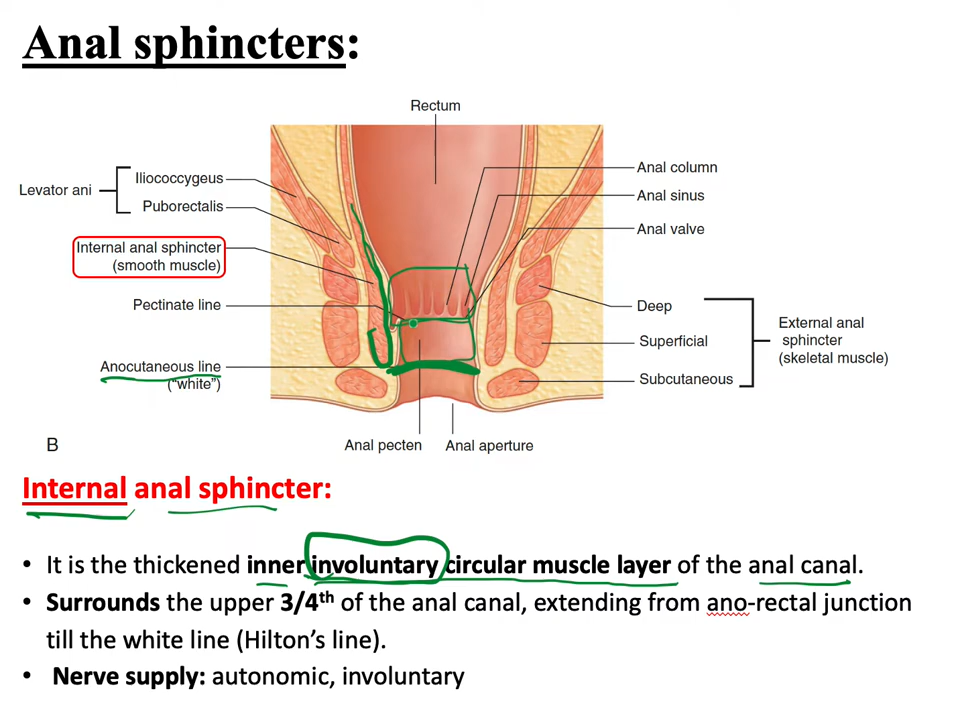 Anal sphincters:
Rectum
Levator ani
Iliococcygeus
Puborectalis
Internal anal sphincter
(smooth muscle)
Pectinate line
Anocutaneous line
("white")
Anal column
Anal sinus
Anal valve
Deep
Superficial
Subcutaneous
External anal
sphincter
(skeletal muscle)
B
Anal pecten
Anal aperture
Internal anal sphincter:
• It is the thickened inner involuntary circular muscle layer of the anal canal.
• Surrounds the upper 3/4th of the anal canal, extending from ano-rectal junction
till the white line (Hilton's line).
• Nerve supply: autonomic, involuntary